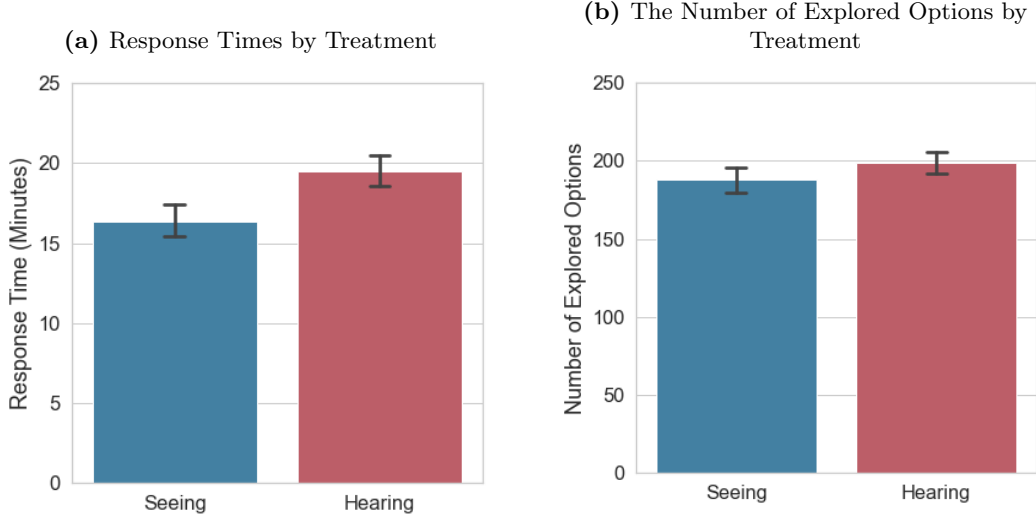 (a) Response Times by Treatment
25
20
15
10
5
0
Response Time (Minutes)
Seeing
Hearing
(b) The Number of Explored Options by
Treatment
250
200
150
100
50
0
Number of Explored Options
Seeing
Hearing